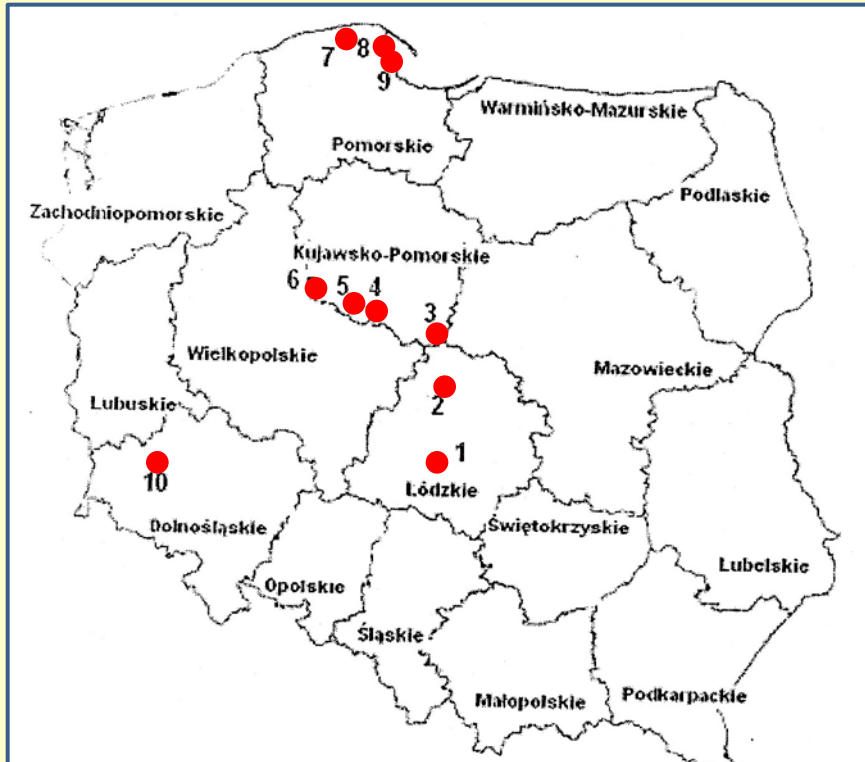 7
8
9
Warmińsko-Mazurskie
Pomorskie
Podlaskie
Zachodniopomorskie
Kujawsko-Pomorskie
6
5
4
3
Wielkopolskie
Mazowieckie
2
Lubuskie
1
10
Łódzkie
Dolnośląskie
Świętokrzyskie
Lubelskie
Opolskie
Śląskie
Małopolskie
Podkarpackie